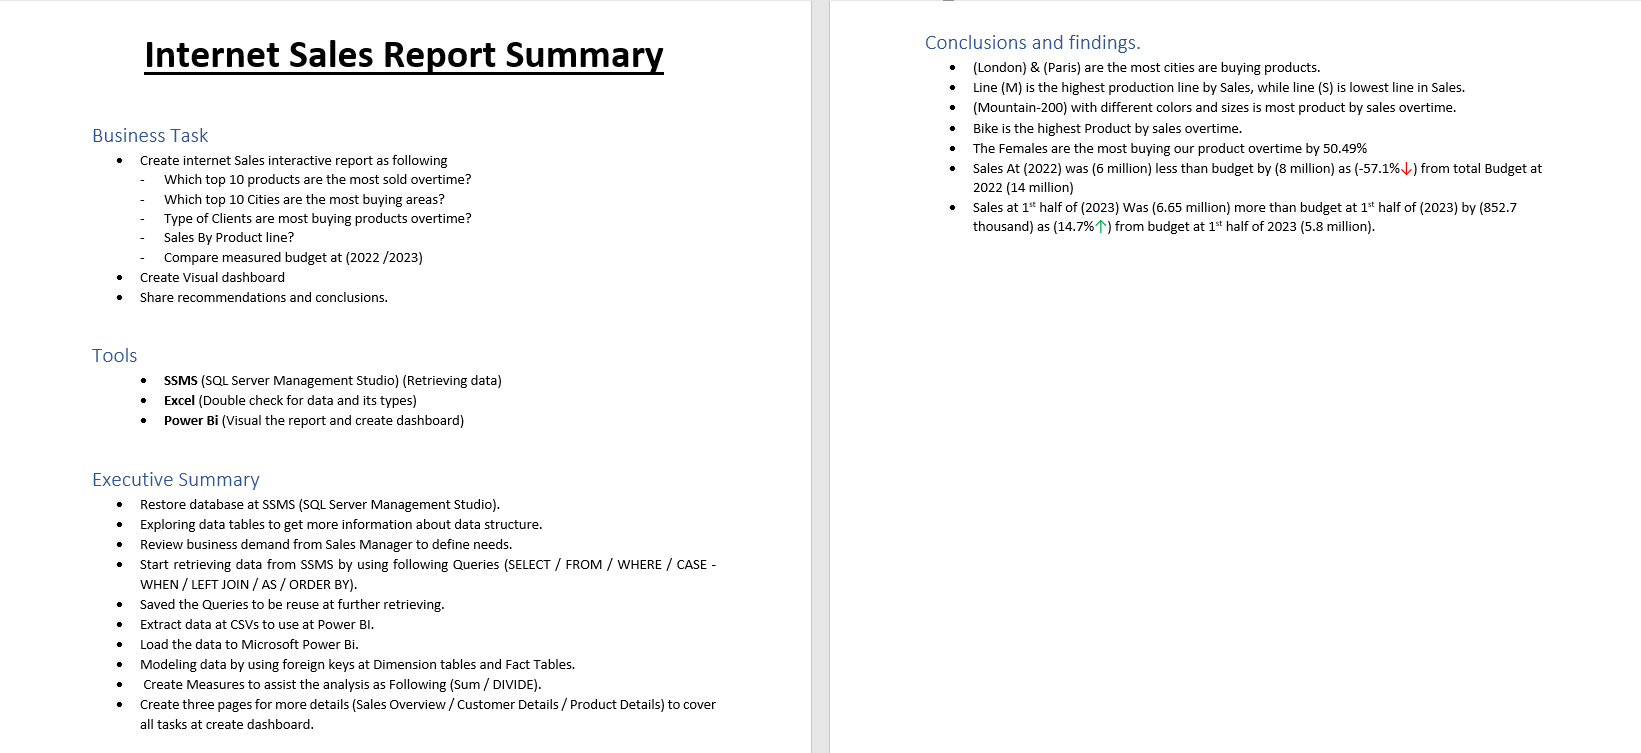 Internet Sales Report Summary
Business Task
• Create internet Sales interactive report as following
- Which top 10 products are the most sold overtime?
- Which top 10 Cities are the most buying areas?
- Type of Clients are most buying products overtime?
- Sales By Product line?
- Compare measured budget at (2022 /2023)
• Create Visual dashboard
• Share recommendations and conclusions.
Tools
• SSMS (SQL Server Management Studio) (Retrieving data)
• Excel (Double check for data and its types)
• Power Bi (Visual the report and create dashboard)
Executive Summary
• Restore database at SSMS (SQL Server Management Studio).
• Exploring data tables to get more information about data structure.
• Review business demand from Sales Manager to define needs.
• Start retrieving data from SSMS by using following Queries (SELECT / FROM / WHERE / CASE -
WHEN / LEFT JOIN / AS / ORDER BY).
• Saved the Queries to be reuse at further retrieving.
• Extract data at CSVs to use at Power BI.
• Load the data to Microsoft Power Bi.
• Modeling data by using foreign keys at Dimension tables and Fact Tables.
• Create Measures to assist the analysis as Following (Sum / DIVIDE).
• Create three pages for more details (Sales Overview / Customer Details / Product Details) to cover
all tasks at create dashboard.
Conclusions and findings.
• (London) & (Paris) are the most cities are buying products.
• Line (M) is the highest production line by Sales, while line (S) is lowest line in Sales.
• (Mountain-200) with different colors and sizes is most product by sales overtime.
• Bike is the highest Product by sales overtime.
• The Females are the most buying our product overtime by 50.49%
• Sales At (2022) was (6 million) less than budget by (8 million) as (-57.1%↓) from total Budget at
2022 (14 million)
• Sales at 1st half of (2023) Was (6.65 million) more than budget at 1st half of (2023) by (852.7
thousand) as (14.7%↑) from budget at 1st half of 2023 (5.8 million).